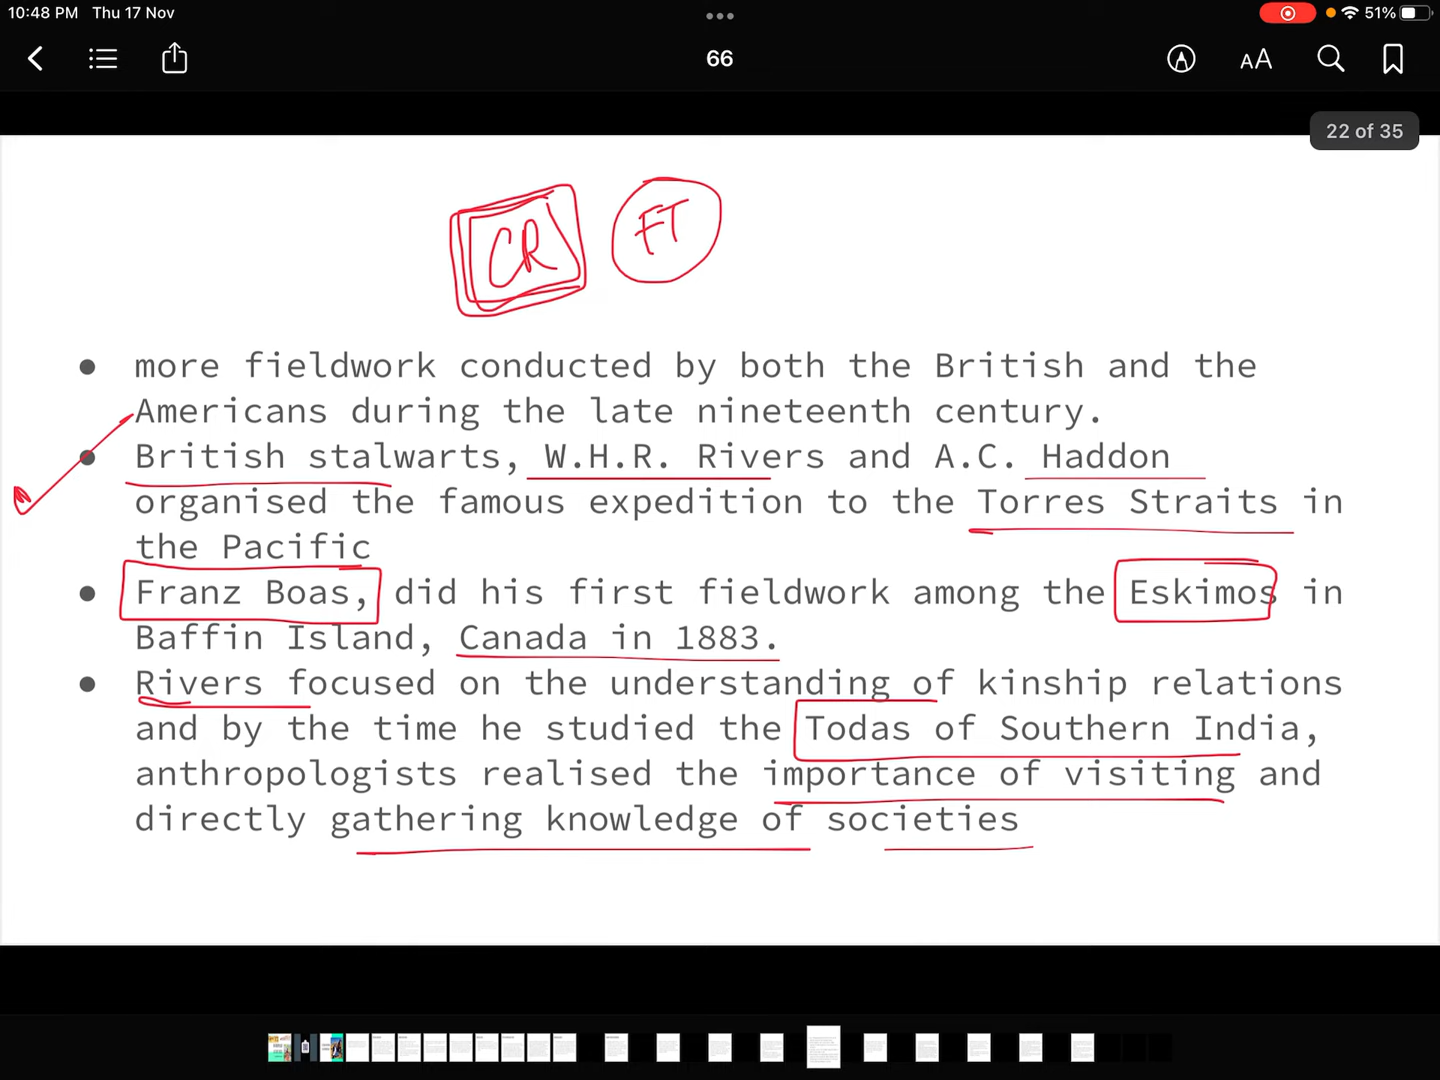 10:48 PM Thu 17 Nov
51%
66
AA
22 of 35
CR FT
● more fieldwork conducted by both the British and the
Americans during the late nineteenth century.
● British stalwarts, W.H.R. Rivers and A.C. Haddon
organised the famous expedition to the Torres Straits in
the Pacific
● Franz Boas, did his first fieldwork among the Eskimos in
Baffin Island, Canada in 1883.
● Rivers focused on the understanding of kinship relations
and by the time he studied the Todas of Southern India,
anthropologists realised the importance of visiting and
directly gathering knowledge of societies